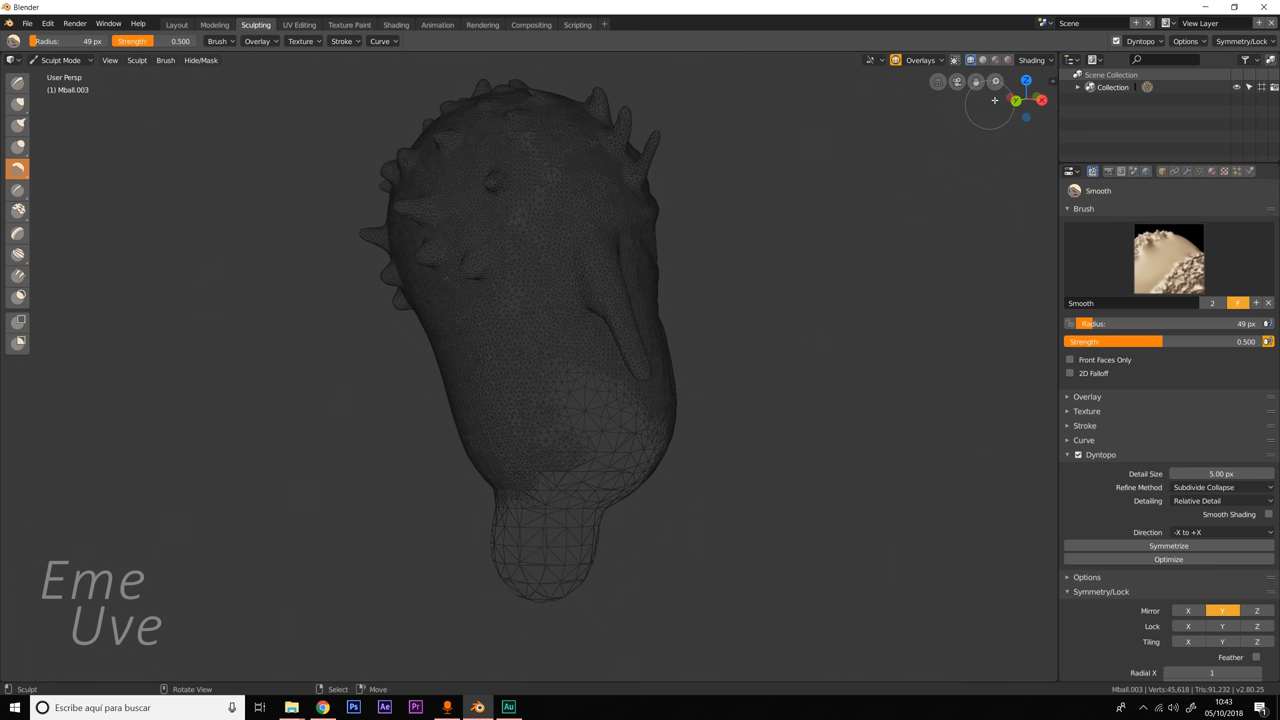 Blender
File Edit Render Window Help
Layout Modeling Sculpting UV Editing Texture Paint Shading Animation Rendering Compositing Scripting +
Scene
View Layer
Radius: 49 px Strength: 0.500 Brush Overlay Texture Stroke Curve
Dyntopo Options Symmetry/Lock
Sculpt Mode View Sculpt Brush Hide/Mask
Overlays Shading
User Persp
(1) Mball.003
Z
Y
X
Scene Collection
Collection
Smooth
Brush
Smooth 2 F
Radius: 49 px
Strength: 0.500
Front Faces Only
2D Falloff
Overlay
Texture
Stroke
Curve
Dyntopo
Detail Size 5.00 px
Refine Method Subdivide Collapse
Detailing Relative Detail
Smooth Shading
Direction -X to +X
Symmetrize
Optimize
Options
Symmetry/Lock
Mirror X Y Z
Lock X Y Z
Tiling X Y Z
Feather
Radial X 1
Eme
Uve
Sculpt Rotate View Select Move
Mball.003 | Verts:45,618 | Tris:91,232 | v2.80.25
Escribe aquí para buscar
Ps Ae Pr Au
10:43
05/10/2018
1